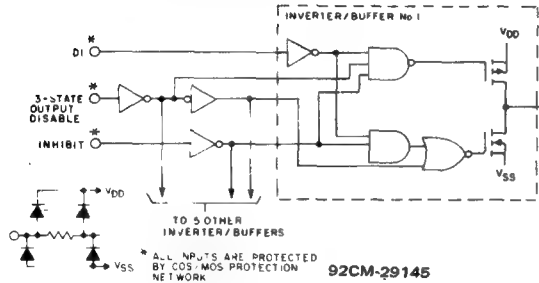 INVERTER/BUFFER No.1
* D1
VDD
* 3-STATE
OUTPUT
DISABLE
* INHIBIT
VSS
TO 5 OTHER
INVERTER/BUFFERS
VDD
VSS
* ALL INPUTS ARE PROTECTED
BY COS/MOS PROTECTION
NETWORK
92CM-29145